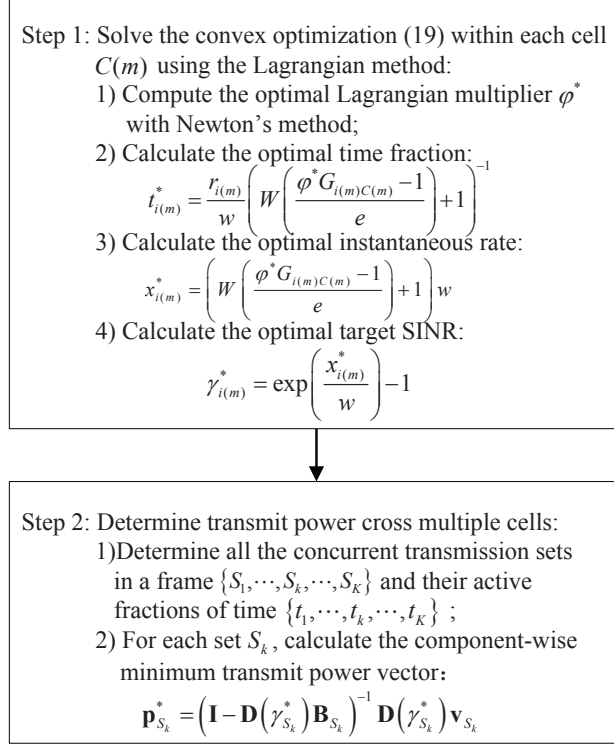 Step 1: Solve the convex optimization (19) within each cell
C(m) using the Lagrangian method:
1) Compute the optimal Lagrangian multiplier φ*
with Newton's method;
2) Calculate the optimal time fraction:
t*_{i(m)} = r_{i(m)}/w (W((φ*G_{i(m)C(m)} − 1)/e) + 1)^{−1}
3) Calculate the optimal instantaneous rate:
x*_{i(m)} = (W((φ*G_{i(m)C(m)} − 1)/e) + 1) w
4) Calculate the optimal target SINR:
γ*_{i(m)} = exp(x*_{i(m)}/w) − 1
Step 2: Determine transmit power cross multiple cells:
1)Determine all the concurrent transmission sets
in a frame {S_1,⋯,S_k,⋯,S_K} and their active
fractions of time {t_1,⋯,t_k,⋯,t_K} ;
2) For each set S_k, calculate the component-wise
minimum transmit power vector:
p*_{S_k} = (I − D(γ*_{S_k})B_{S_k})^{−1} D(γ*_{S_k})v_{S_k}